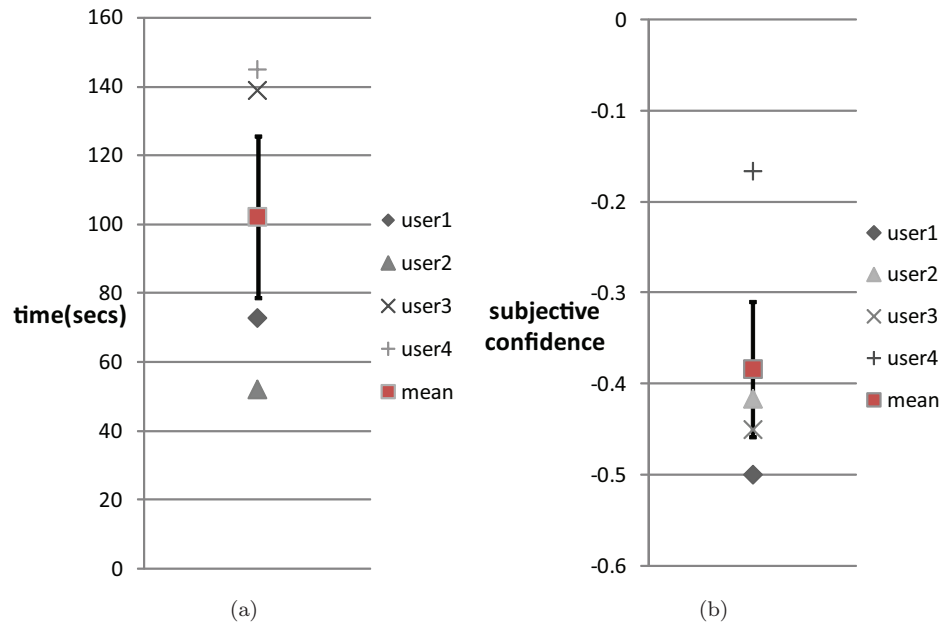 160
140
120
100
80
60
40
20
0
time(secs)
user1
user2
user3
user4
mean
(a)
0
-0.1
-0.2
-0.3
-0.4
-0.5
-0.6
subjective
confidence
user1
user2
user3
user4
mean
(b)